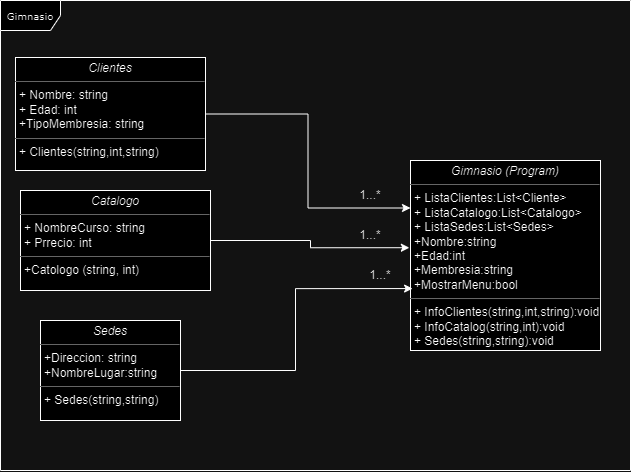 Gimnasio
Clientes
+ Nombre: string
+ Edad: int
+TipoMembresia: string
+ Clientes(string,int,string)
Catalogo
+ NombreCurso: string
+ Prrecio: int
+Catologo (string, int)
Sedes
+Direccion: string
+NombreLugar:string
+ Sedes(string,string)
1...*
1...*
1...*
Gimnasio (Program)
+ ListaClientes:List<Cliente>
+ ListaCatalogo:List<Catalogo>
+ ListaSedes:List<Sedes>
+Nombre:string
+Edad:int
+Membresia:string
+MostrarMenu:bool
+ InfoClientes(string,int,string):void
+ InfoCatalog(string,int):void
+ Sedes(string,string):void